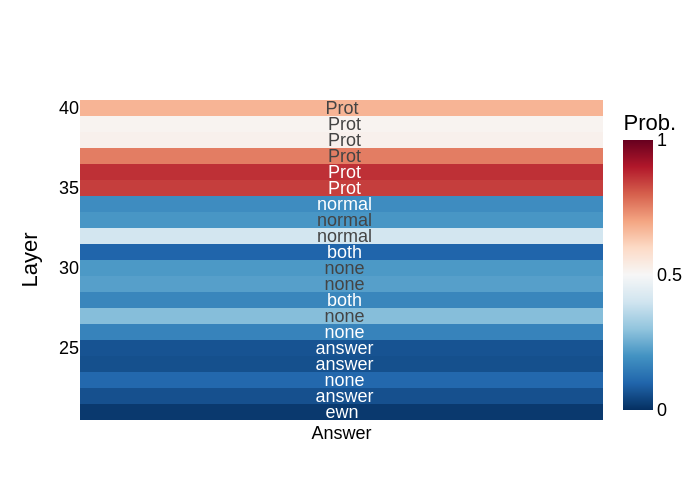 40
Prot
Prot
Prot
Prot
Prot
35
Prot
normal
normal
normal
both
30
none
none
both
none
none
25
answer
answer
none
answer
ewn
Answer
Layer
Prob.
1
0.5
0